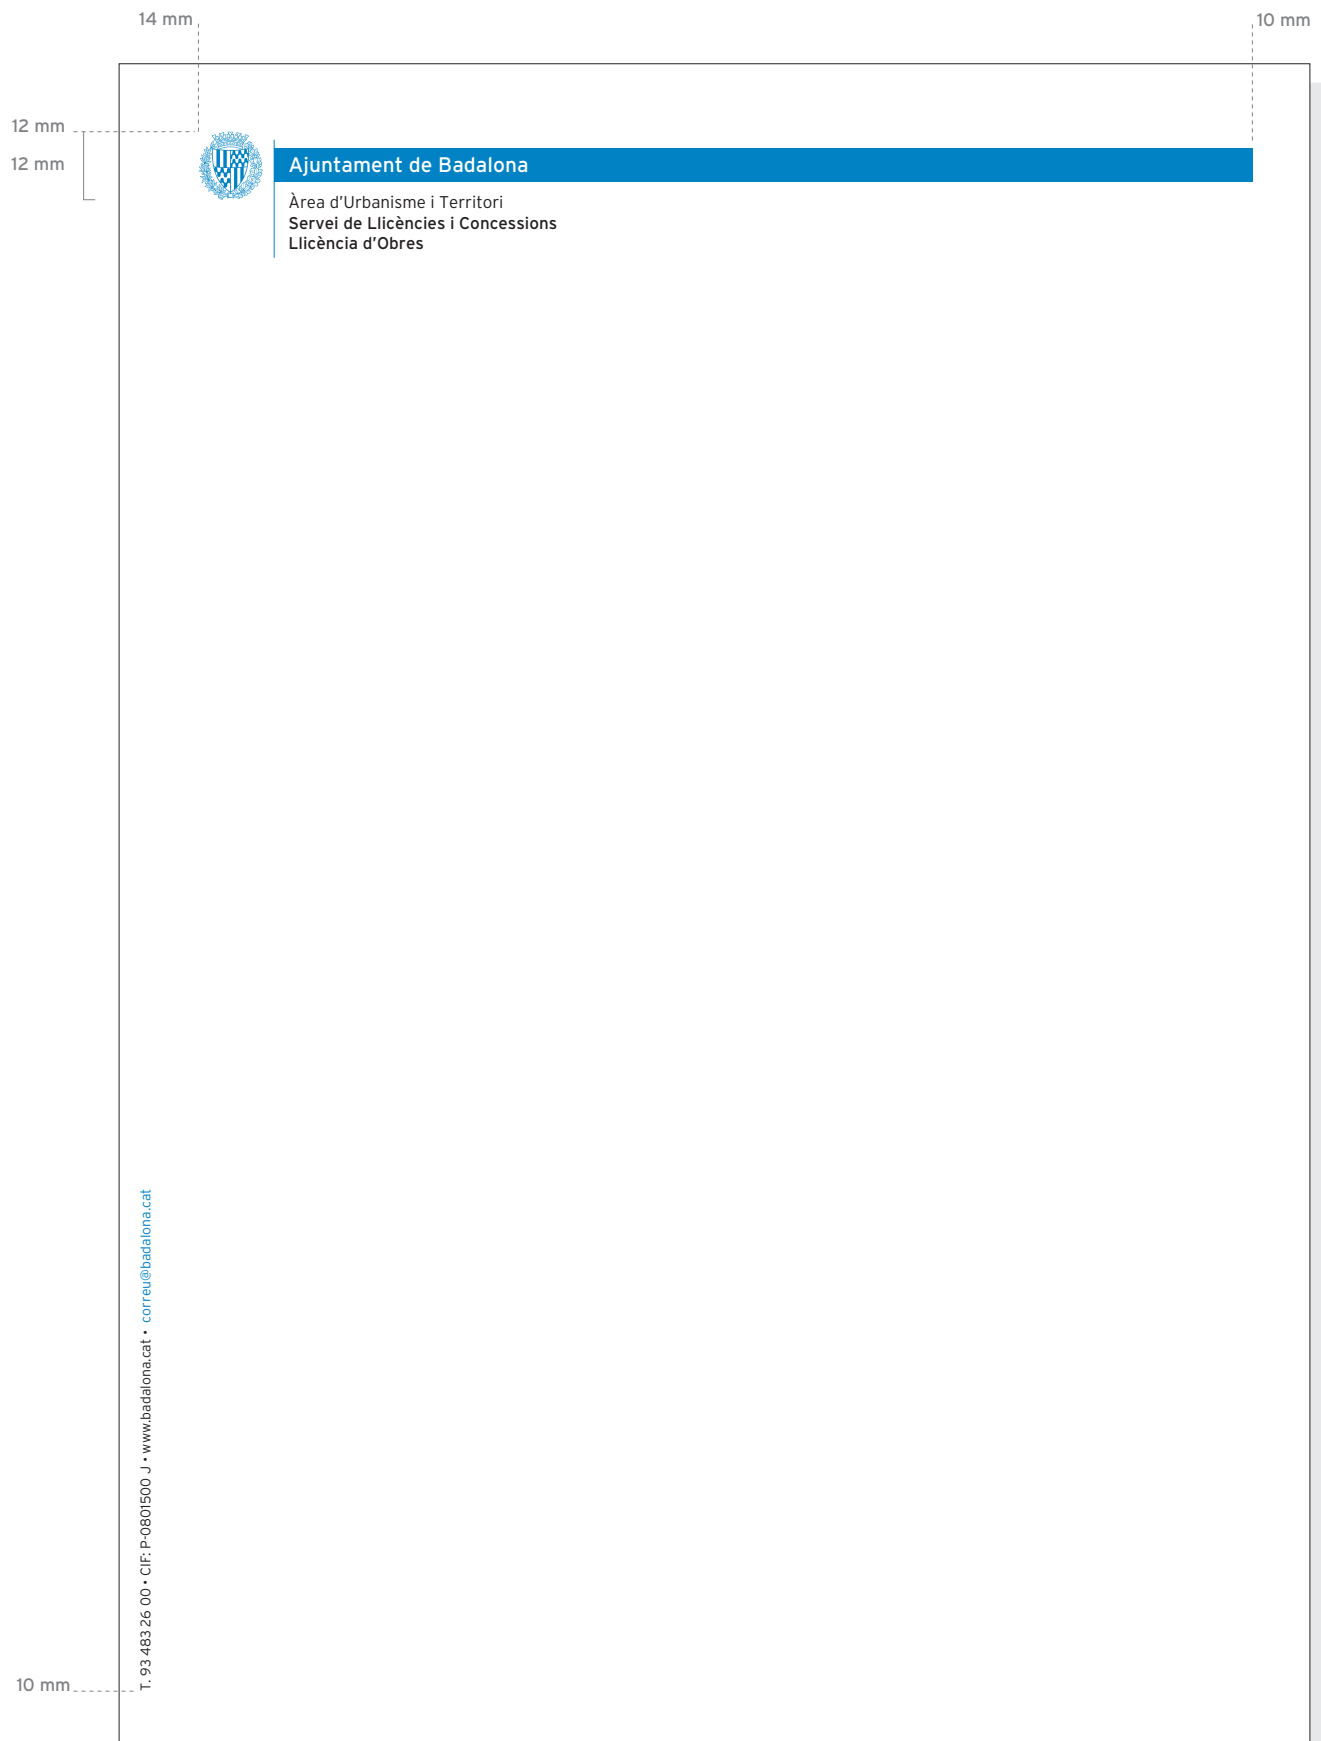 14 mm
10 mm
12 mm
12 mm
Ajuntament de Badalona
Àrea d’Urbanisme i Territori
Servei de Llicències i Concessions
Llicència d’Obres
T. 93 483 26 00 • CIF: P-0801500 J • www.badalona.cat • correu@badalona.cat
10 mm